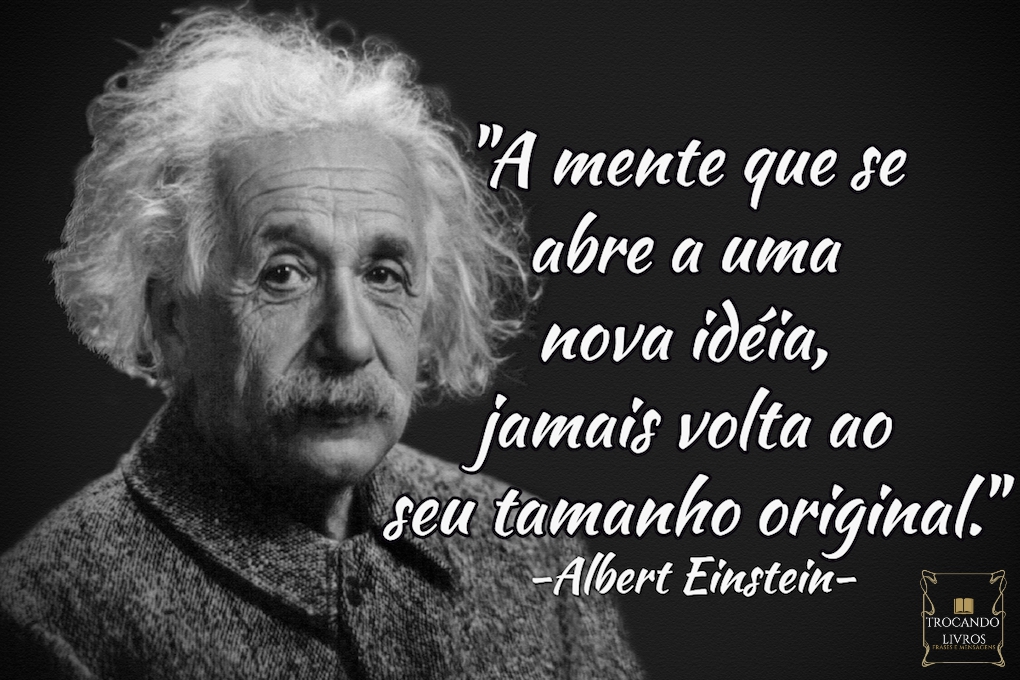 "A mente que se
abre a uma
nova idéia,
jamais volta ao
seu tamanho original."
-Albert Einstein-
TROCANDO
LIVROS
FRASES E MENSAGENS